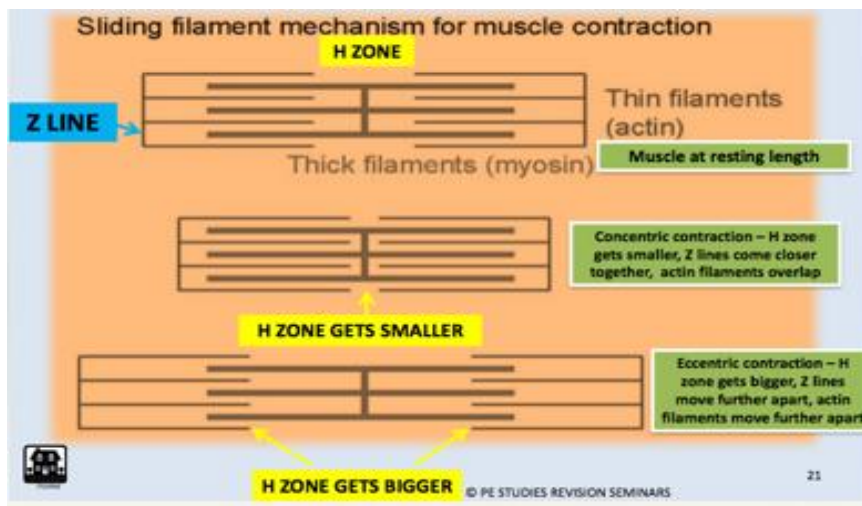 Sliding filament mechanism for muscle contraction
H ZONE
Z LINE
Thin filaments
(actin)
Thick filaments (myosin)
Muscle at resting length
Concentric contraction – H zone
gets smaller, Z lines come closer
together, actin filaments overlap
H ZONE GETS SMALLER
Eccentric contraction – H
zone gets bigger, Z lines
move further apart, actin
filaments move further apart
H ZONE GETS BIGGER
© PE STUDIES REVISION SEMINARS
21